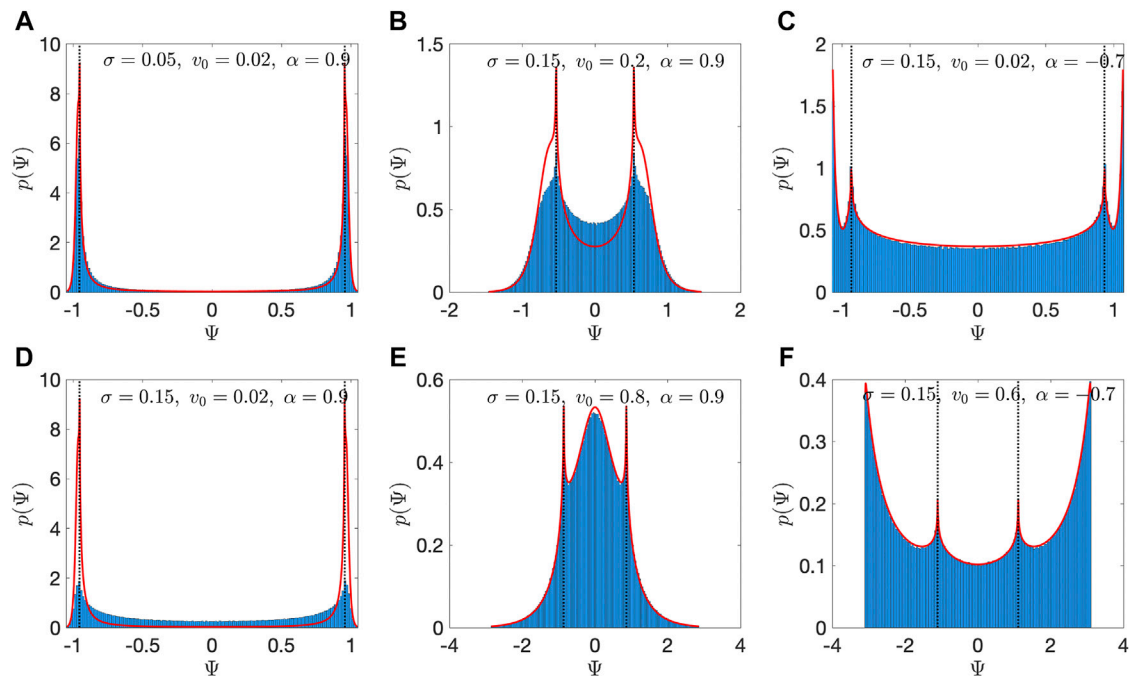 A
B
C
σ = 0.05, v₀ = 0.02, α = 0.9
σ = 0.15, v₀ = 0.2, α = 0.9
σ = 0.15, v₀ = 0.02, α = −0.7
p(Ψ)
10
8
6
4
2
0
-1
-0.5
0
0.5
1
Ψ
p(Ψ)
1.5
1
0.5
0
-2
-1
0
1
2
Ψ
p(Ψ)
2
1.5
1
0.5
0
-1
-0.5
0
0.5
1
Ψ
D
E
F
σ = 0.15, v₀ = 0.02, α = 0.9
σ = 0.15, v₀ = 0.8, α = 0.9
σ = 0.15, v₀ = 0.6, α = −0.7
p(Ψ)
10
8
6
4
2
0
-1
-0.5
0
0.5
1
Ψ
p(Ψ)
0.6
0.4
0.2
0
-4
-2
0
2
4
Ψ
p(Ψ)
0.4
0.3
0.2
0.1
0
-4
-2
0
2
4
Ψ